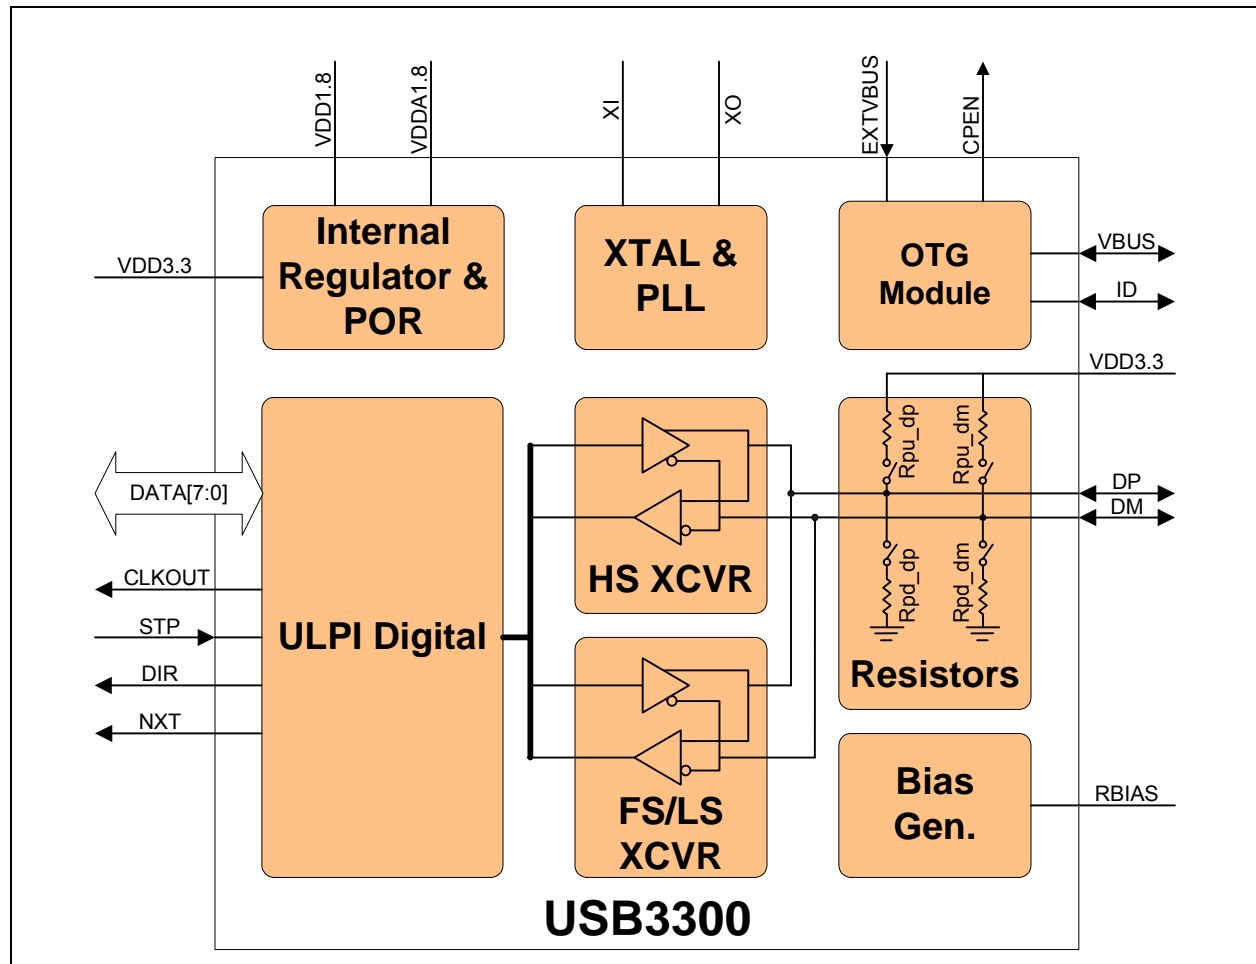 VDD1.8
VDDA1.8
XI
XO
EXTVBUS
CPEN
Internal
Regulator &
POR
XTAL &
PLL
OTG
Module
VDD3.3
VBUS
ID
VDD3.3
Rpu_dp
Rpu_dm
DATA[7:0]
DP
DM
HS XCVR
Rpd_dp
Rpd_dm
CLKOUT
STP
DIR
NXT
ULPI Digital
Resistors
FS/LS
XCVR
Bias
Gen.
RBIAS
USB3300